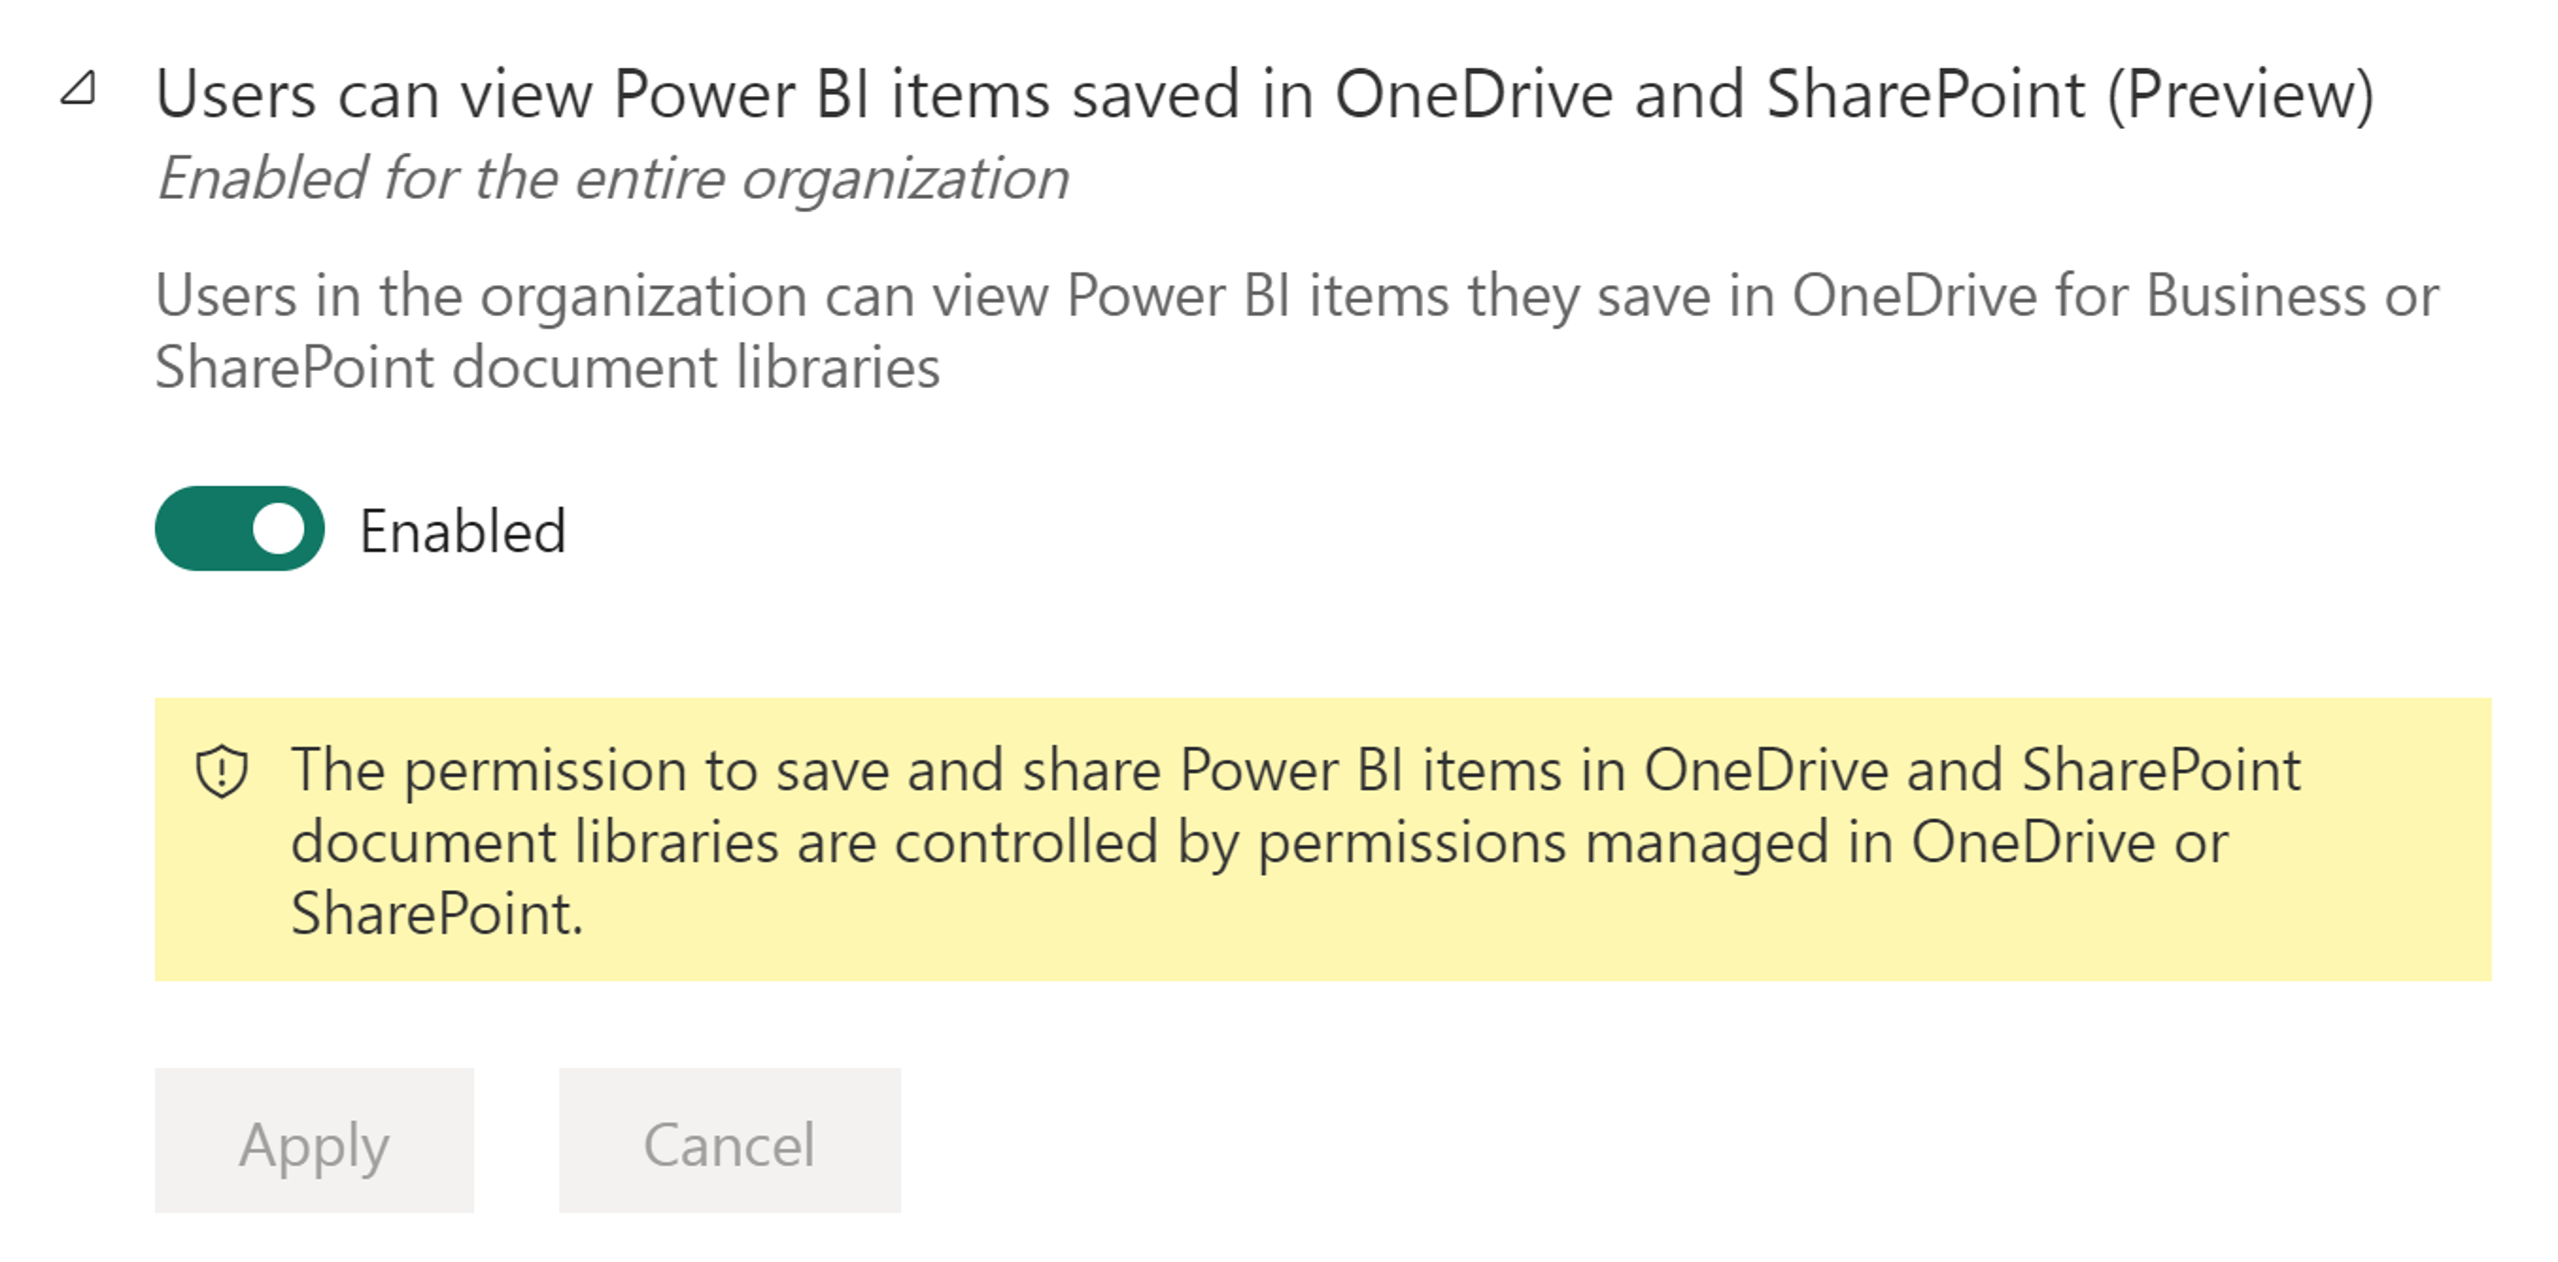 Users can view Power BI items saved in OneDrive and SharePoint (Preview)
Enabled for the entire organization
Users in the organization can view Power BI items they save in OneDrive for Business or
SharePoint document libraries
Enabled
The permission to save and share Power BI items in OneDrive and SharePoint
document libraries are controlled by permissions managed in OneDrive or
SharePoint.
Apply
Cancel